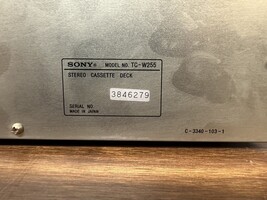 SONY® MODEL NO. TC-W255
STEREO CASSETTE DECK
3846279
SERIAL NO.
MADE IN JAPAN
C-3340-103-1